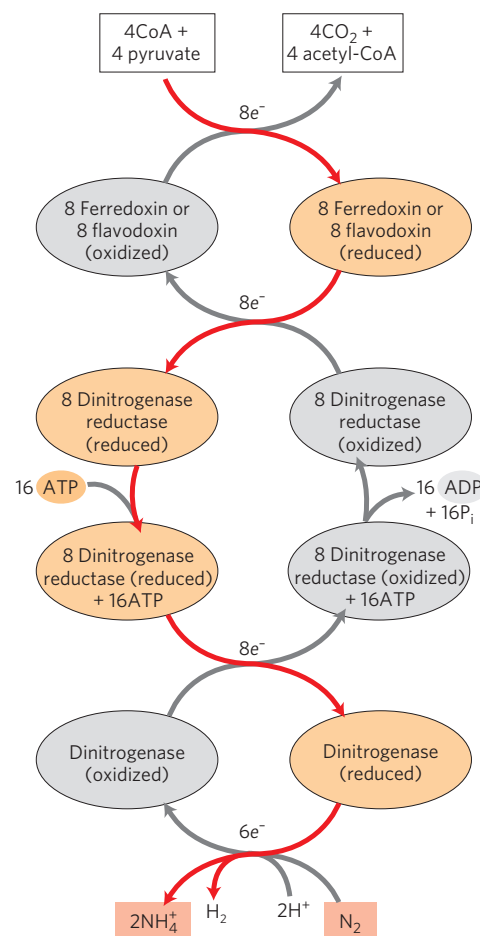 4CoA +
4 pyruvate
4CO₂ +
4 acetyl-CoA
8e⁻
8 Ferredoxin or
8 flavodoxin
(oxidized)
8 Ferredoxin or
8 flavodoxin
(reduced)
8e⁻
8 Dinitrogenase
reductase
(reduced)
8 Dinitrogenase
reductase
(oxidized)
16 ATP
16 ADP
+ 16Pᵢ
8 Dinitrogenase
reductase (reduced)
+ 16ATP
8 Dinitrogenase
reductase (oxidized)
+ 16ATP
8e⁻
Dinitrogenase
(oxidized)
Dinitrogenase
(reduced)
6e⁻
2NH₄⁺
H₂
2H⁺
N₂